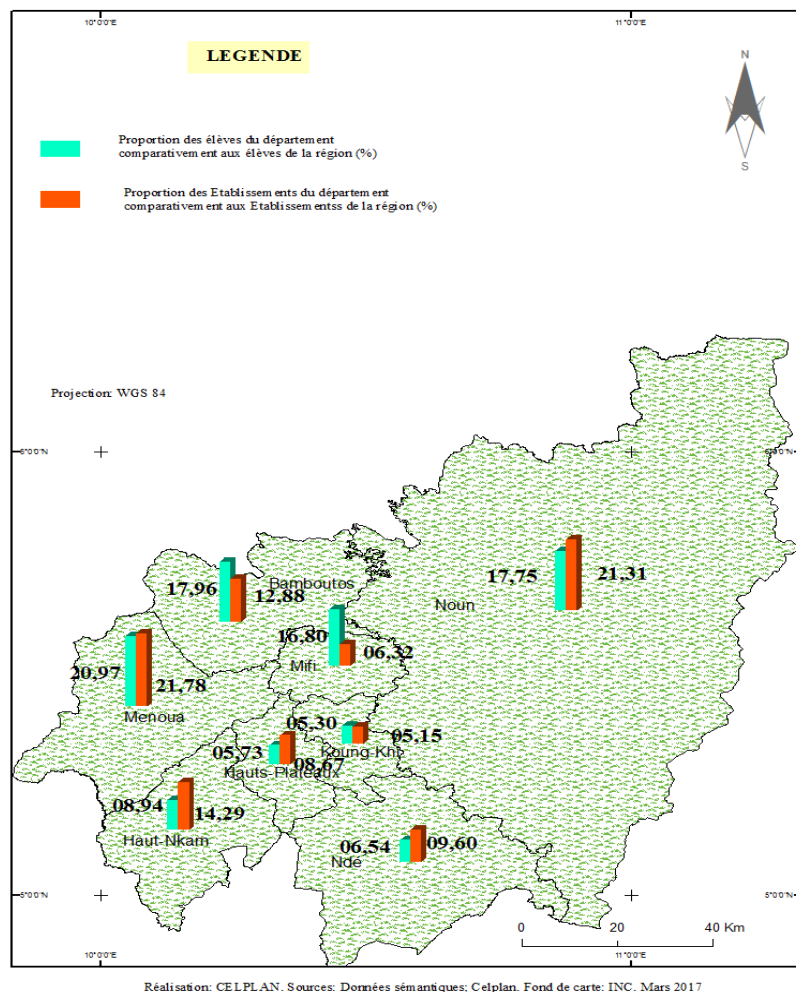 10°0'0"E 11°0'0"E
LEGENDE
N
S
Proportion des élèves du département
comparativement aux élèves de la région (%)
Proportion des Etablissements du département
comparativement aux Etablissementss de la région (%)
Projection: WGS 84
6°0'0"N
17,96 12,88
Bamboutos
17,75 21,31
Noun
16,80 06,32
Mifi
20,97 21,78
Menoua
05,30 05,15
Koung-Khi
05,73 08,67
Hauts-Plateaux
08,94 14,29
Haut-Nkam
06,54 09,60
Ndé
5°0'0"N 5°0'0"N
0 20 40 Km
10°0'0"E 11°0'0"E
Réalisation: CELPLAN. Sources: Données sémantiques; Celplan. Fond de carte: INC. Mars 2017